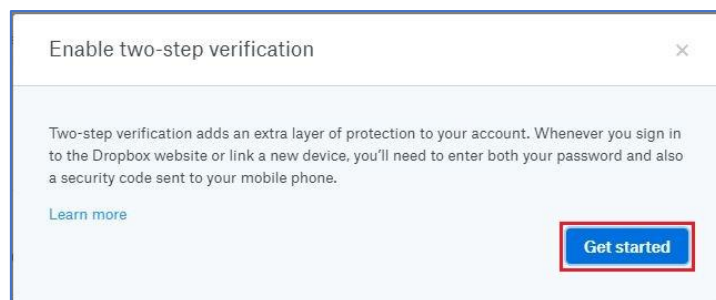 Enable two-step verification
Two-step verification adds an extra layer of protection to your account. Whenever you sign in
to the Dropbox website or link a new device, you'll need to enter both your password and also
a security code sent to your mobile phone.
Learn more
Get started